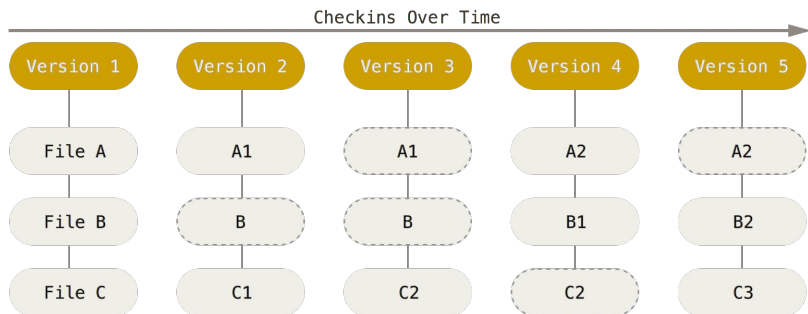 Checkins Over Time
Version 1 Version 2 Version 3 Version 4 Version 5
File A A1 A1 A2 A2
File B B B B1 B2
File C C1 C2 C2 C3